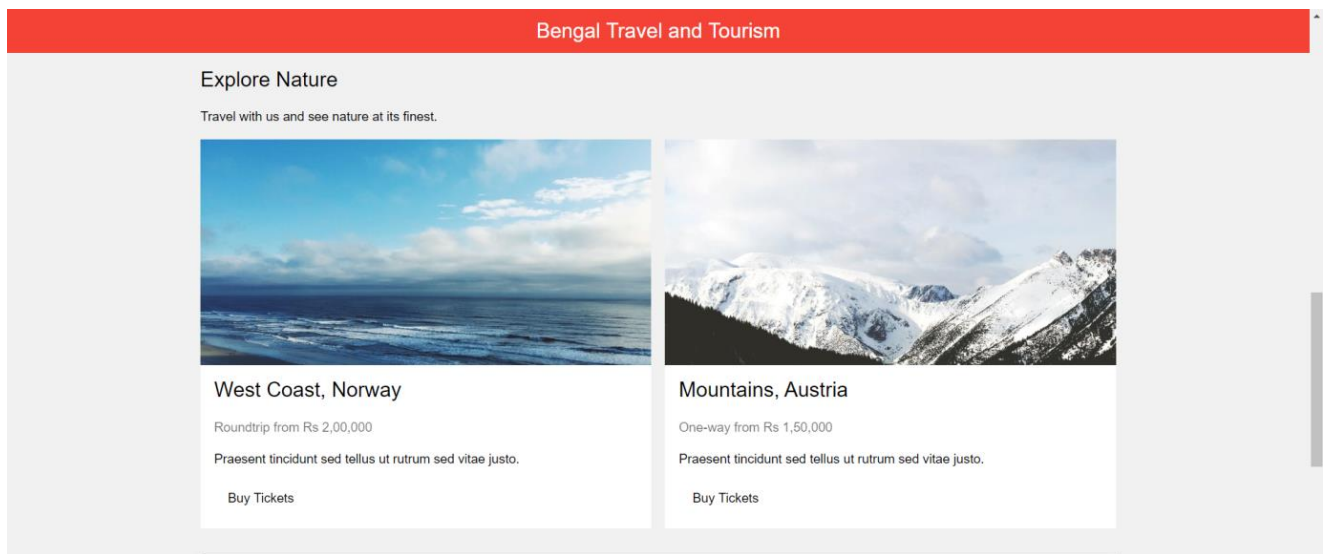 Bengal Travel and Tourism
Explore Nature
Travel with us and see nature at its finest.
West Coast, Norway
Roundtrip from Rs 2,00,000
Praesent tincidunt sed tellus ut rutrum sed vitae justo.
Buy Tickets
Mountains, Austria
One-way from Rs 1,50,000
Praesent tincidunt sed tellus ut rutrum sed vitae justo.
Buy Tickets